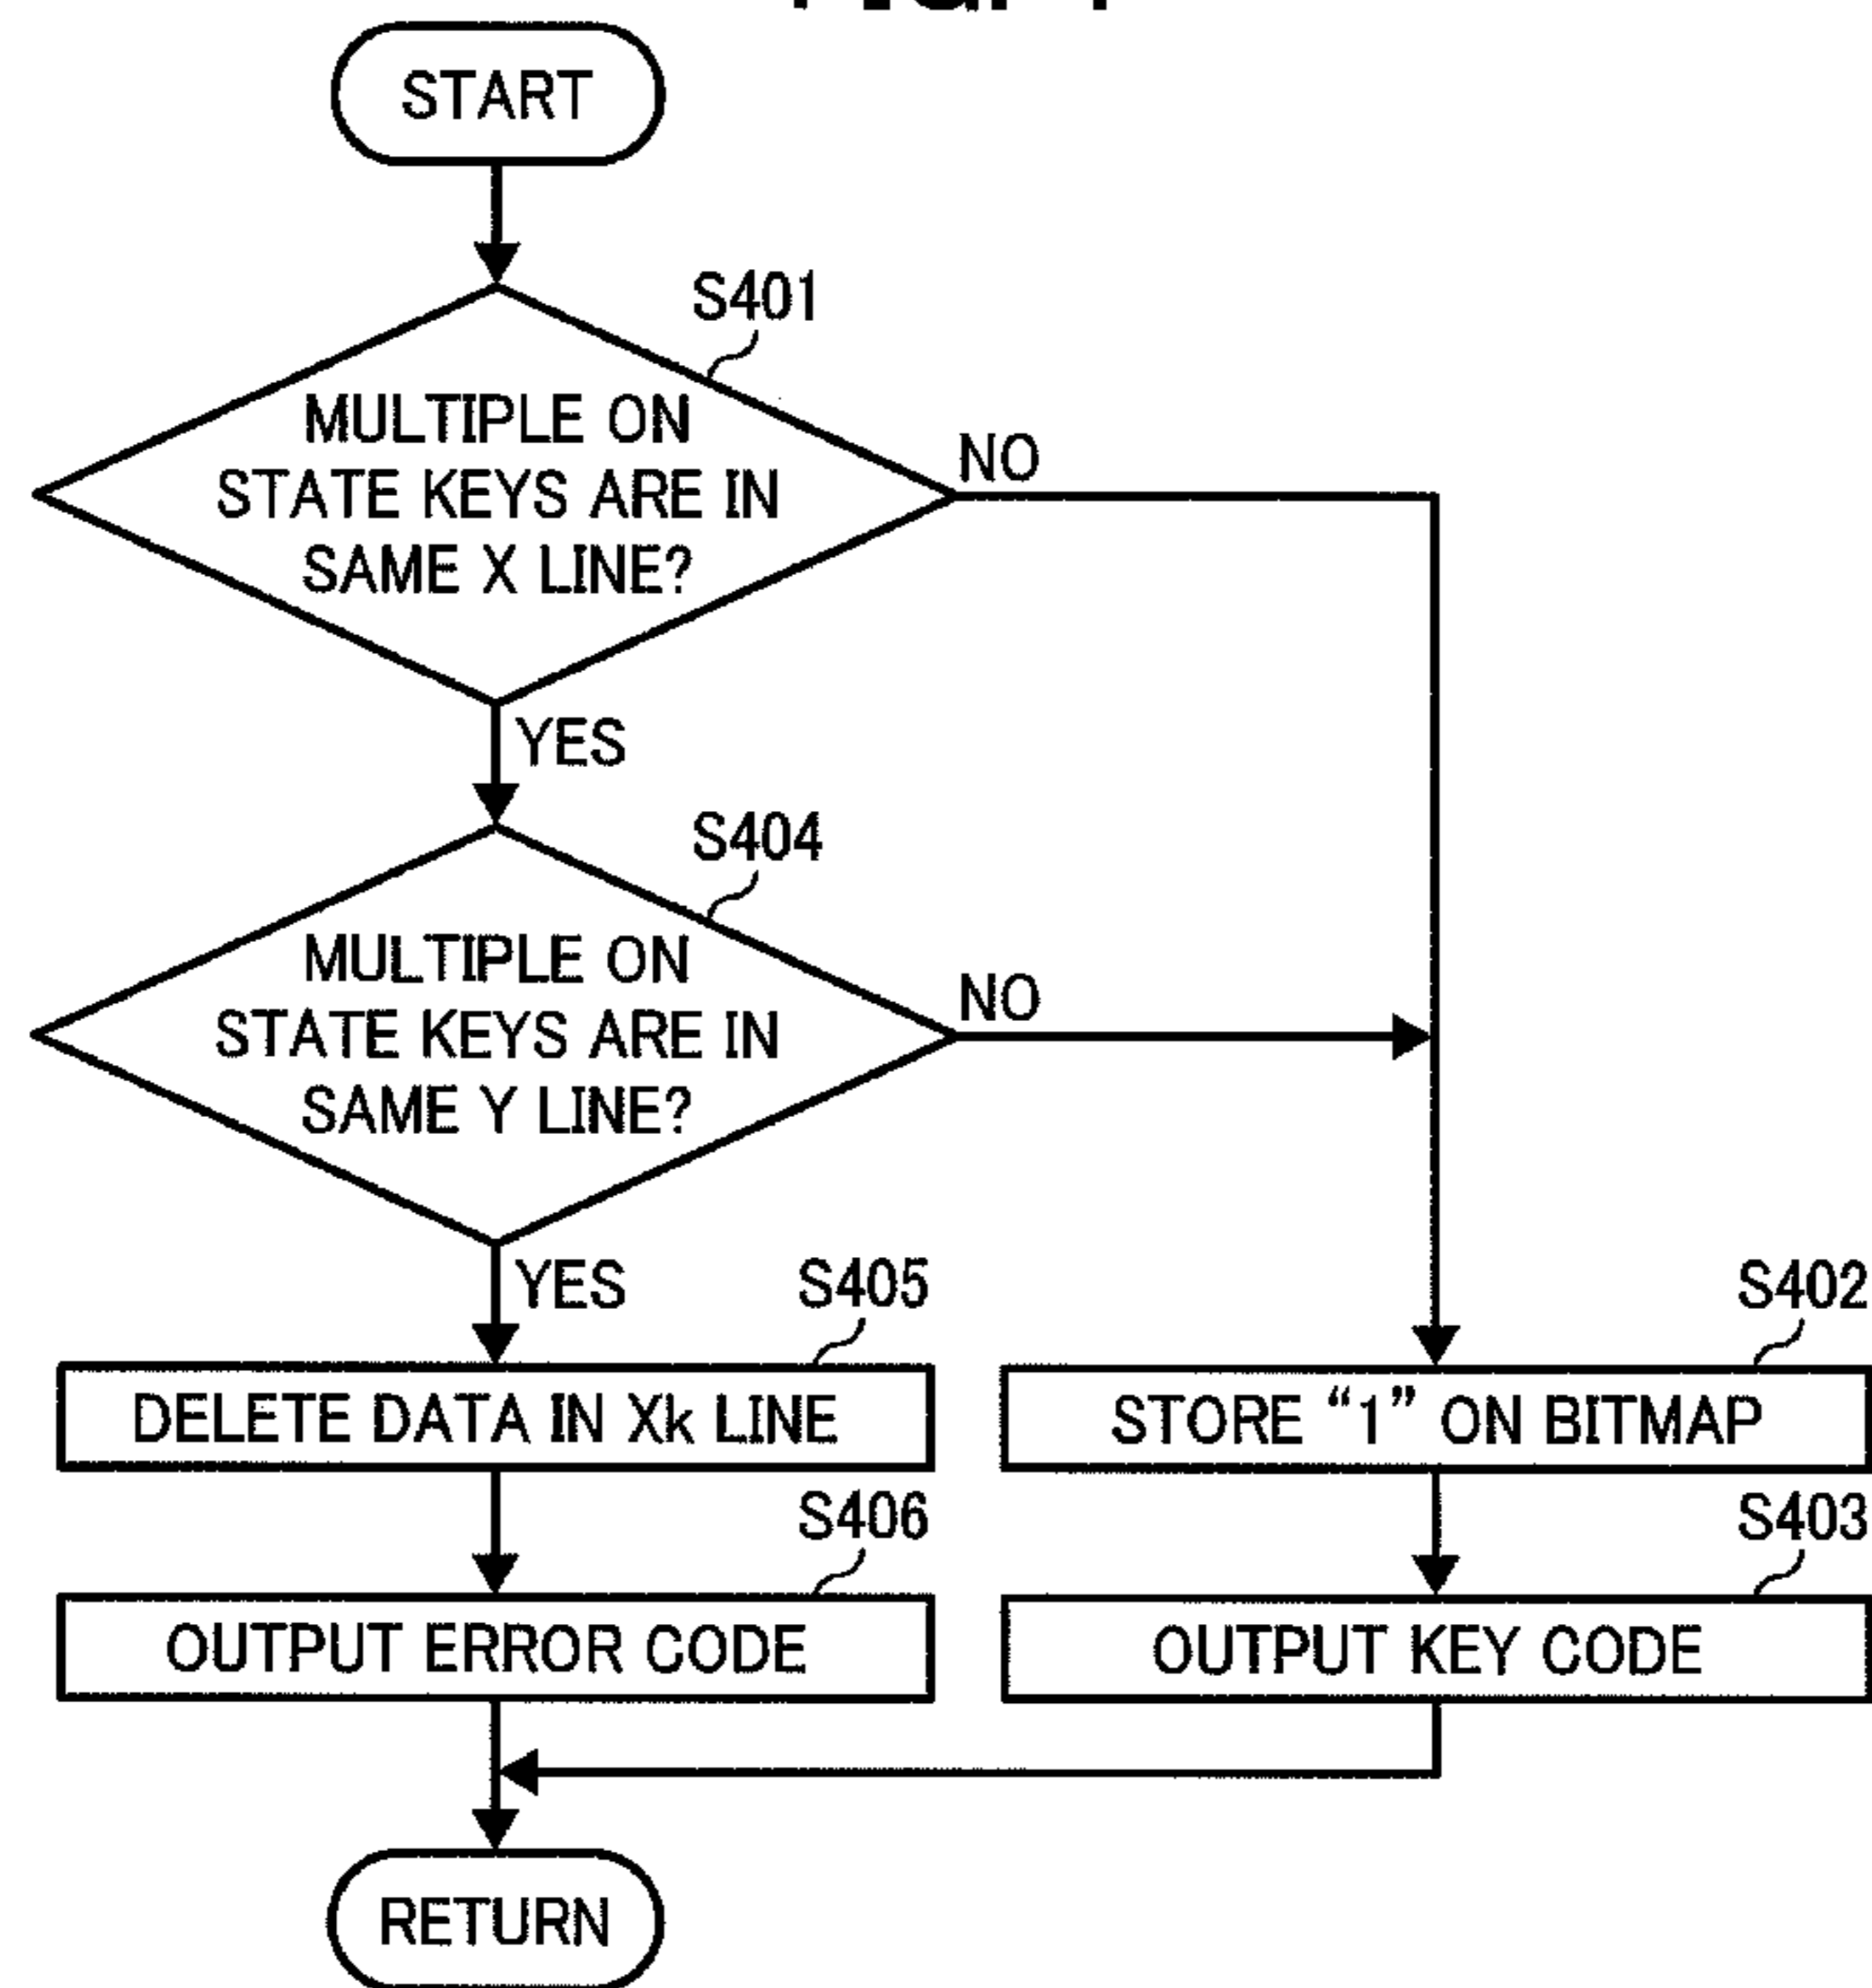 START
S401
MULTIPLE ON
STATE KEYS ARE IN
SAME X LINE?
NO
YES
S404
MULTIPLE ON
STATE KEYS ARE IN
SAME Y LINE?
NO
YES
S405
DELETE DATA IN Xk LINE
S402
STORE “1” ON BITMAP
S406
OUTPUT ERROR CODE
S403
OUTPUT KEY CODE
RETURN